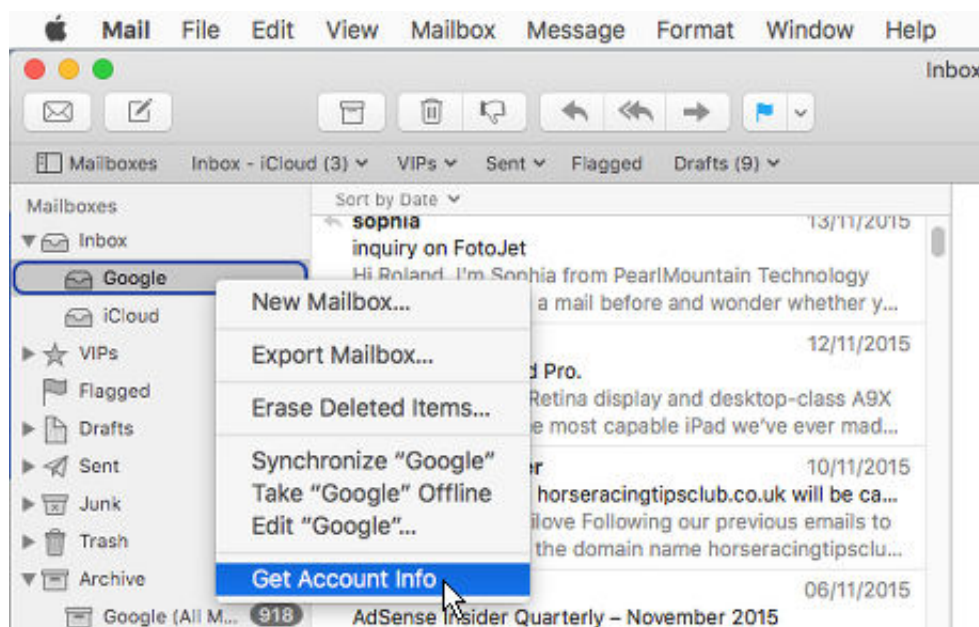 Mail File Edit View Mailbox Message Format Window Help
Inbox
Mailboxes Inbox - iCloud (3) VIPs Sent Flagged Drafts (9)
Mailboxes
Inbox
Google
iCloud
VIPs
Flagged
Drafts
Sent
Junk
Trash
Archive
Google (All M... 918
New Mailbox...
Export Mailbox...
Erase Deleted Items...
Synchronize “Google”
Take “Google” Offline
Edit “Google”...
Get Account Info
Sort by Date
sophia 13/11/2015
inquiry on FotoJet
Hi Roland, I'm Sophia from PearlMountain Technology
a mail before and wonder whether y...
12/11/2015
d Pro.
Retina display and desktop-class A9X
e most capable iPad we've ever mad...
er 10/11/2015
horseracingtipsclub.co.uk will be ca...
ilove Following our previous emails to
the domain name horseracingtipsclu...
06/11/2015
AdSense Insider Quarterly – November 2015